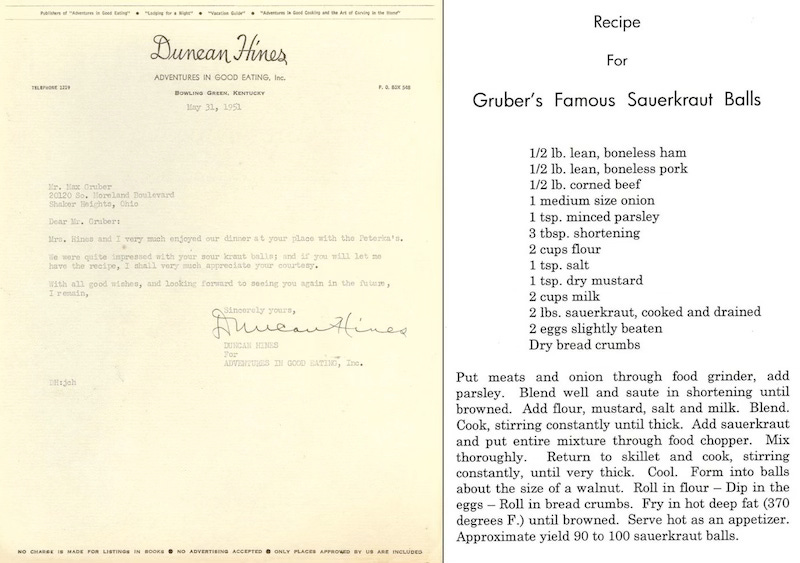 Publishers of "Adventures in Good Eating" ● "Lodging for a Night" ● "Vacation Guide" ● "Adventures in Good Cooking and the Art of Carving in the Home"
Duncan Hines
ADVENTURES IN GOOD EATING, Inc.
TELEPHONE 2229
P. O. BOX 548
BOWLING GREEN, KENTUCKY
May 31, 1951
Mr. Max Gruber
20120 So. Moreland Boulevard
Shaker Heights, Ohio
Dear Mr. Gruber:
Mrs. Hines and I very much enjoyed our dinner at your place with the Peterka's.
We were quite impressed with your sour kraut balls; and if you will let me
have the recipe, I shall very much appreciate your courtesy.
With all good wishes, and looking forward to seeing you again in the future,
I remain,
Sincerely yours,
Duncan Hines
DUNCAN HINES
For
ADVENTURES IN GOOD EATING, Inc.
DH:jch
NO CHARGE IS MADE FOR LISTINGS IN BOOKS ● NO ADVERTISING ACCEPTED ● ONLY PLACES APPROVED BY US ARE INCLUDED
Recipe
For
Gruber's Famous Sauerkraut Balls
1/2 lb. lean, boneless ham
1/2 lb. lean, boneless pork
1/2 lb. corned beef
1 medium size onion
1 tsp. minced parsley
3 tbsp. shortening
2 cups flour
1 tsp. salt
1 tsp. dry mustard
2 cups milk
2 lbs. sauerkraut, cooked and drained
2 eggs slightly beaten
Dry bread crumbs
Put meats and onion through food grinder, add
parsley. Blend well and saute in shortening until
browned. Add flour, mustard, salt and milk. Blend.
Cook, stirring constantly until thick. Add sauerkraut
and put entire mixture through food chopper. Mix
thoroughly. Return to skillet and cook, stirring
constantly, until very thick. Cool. Form into balls
about the size of a walnut. Roll in flour – Dip in the
eggs – Roll in bread crumbs. Fry in hot deep fat (370
degrees F.) until browned. Serve hot as an appetizer.
Approximate yield 90 to 100 sauerkraut balls.